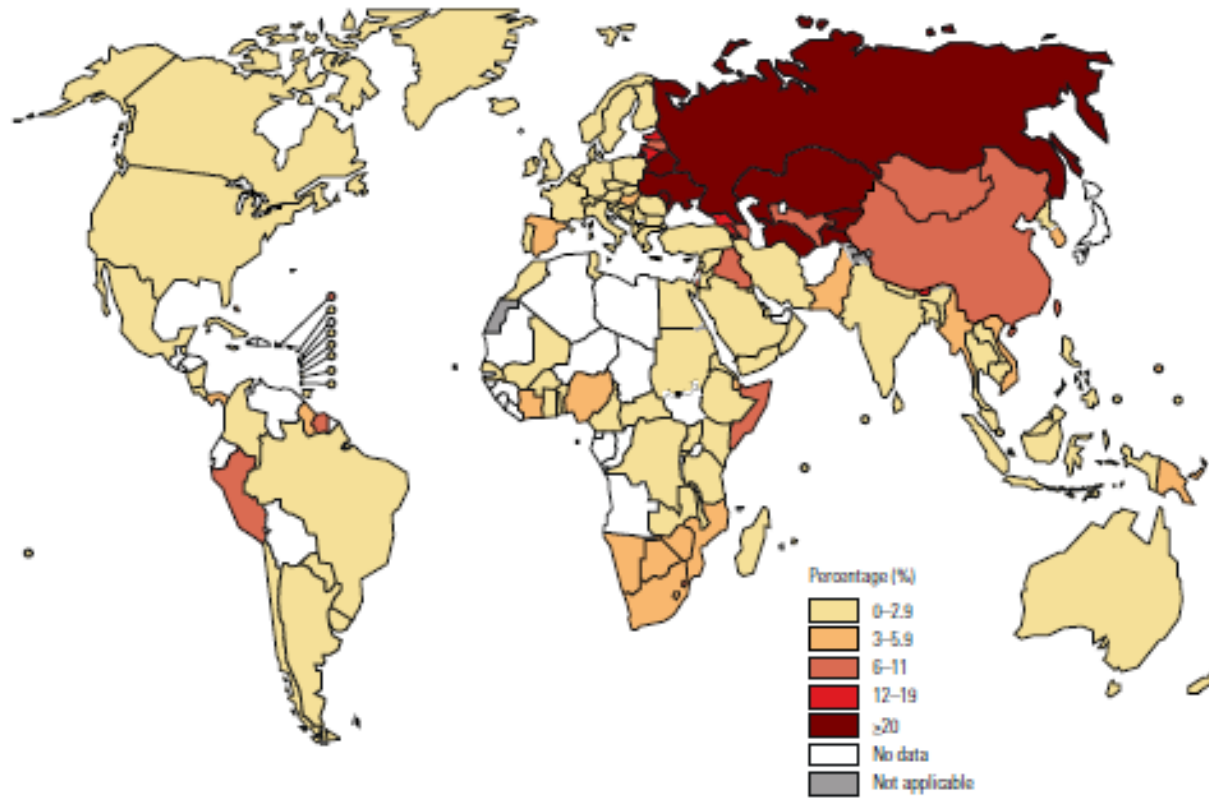 Percentage (%)
0–2.9
3–5.9
6–11
12–19
≥20
No data
Not applicable